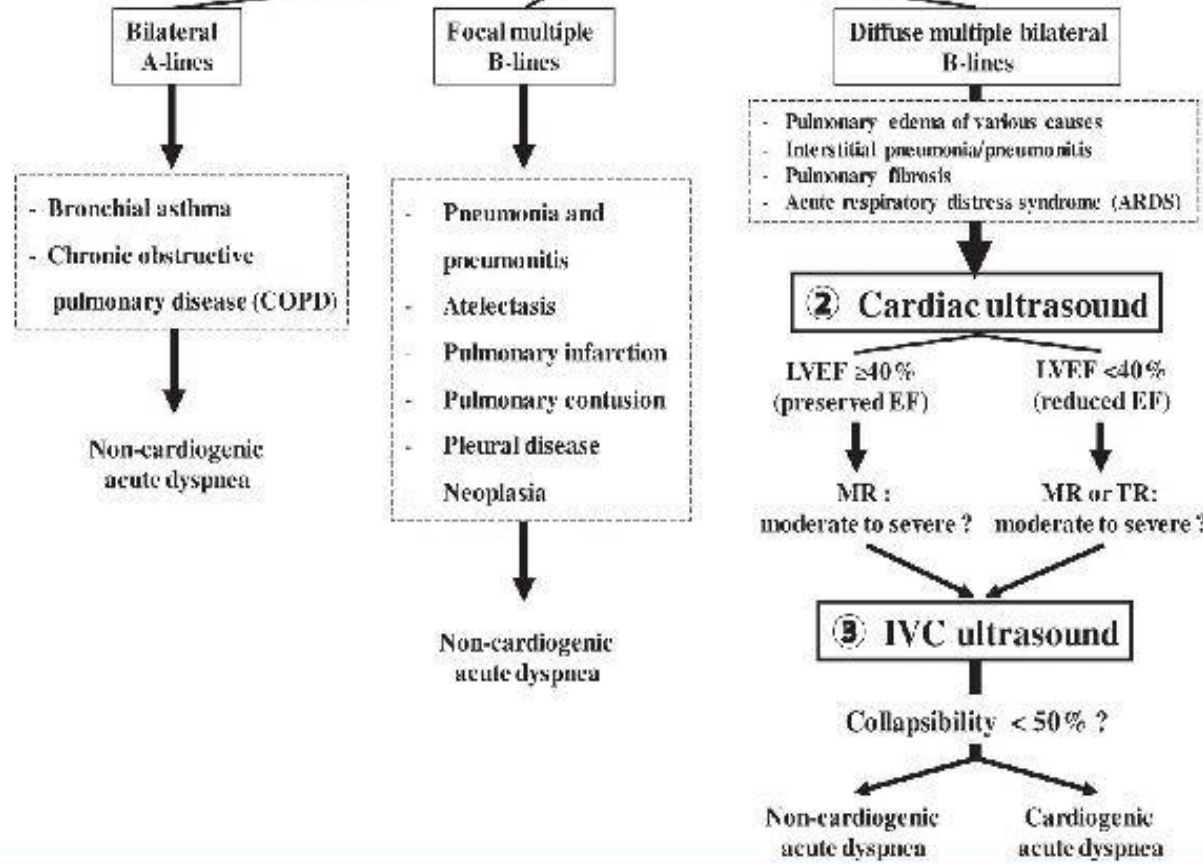 Bilateral
A-lines
Focal multiple
B-lines
Diffuse multiple bilateral
B-lines
- Bronchial asthma
- Chronic obstructive
pulmonary disease (COPD)
Non-cardiogenic
acute dyspnea
- Pneumonia and
pneumonitis
- Atelectasis
- Pulmonary infarction
- Pulmonary contusion
- Pleural disease
Neoplasia
Non-cardiogenic
acute dyspnea
- Pulmonary edema of various causes
- Interstitial pneumonia/pneumonitis
- Pulmonary fibrosis
- Acute respiratory distress syndrome (ARDS)
② Cardiac ultrasound
LVEF ≥40%
(preserved EF)
LVEF <40%
(reduced EF)
MR :
moderate to severe ?
MR or TR:
moderate to severe ?
③ IVC ultrasound
Collapsibility < 50% ?
Non-cardiogenic
acute dyspnea
Cardiogenic
acute dyspnea